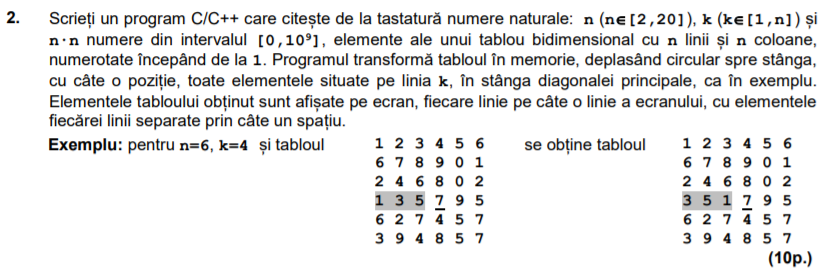 2. Scrieți un program C/C++ care citește de la tastatură numere naturale: n (n∈[2,20]), k (k∈[1,n]) și
n·n numere din intervalul [0,10⁹], elemente ale unui tablou bidimensional cu n linii și n coloane,
numerotate începând de la 1. Programul transformă tabloul în memorie, deplasând circular spre stânga,
cu câte o poziție, toate elementele situate pe linia k, în stânga diagonalei principale, ca în exemplu.
Elementele tabloului obținut sunt afișate pe ecran, fiecare linie pe câte o linie a ecranului, cu elementele
fiecărei linii separate prin câte un spațiu.
Exemplu: pentru n=6, k=4 și tabloul 1 2 3 4 5 6 se obține tabloul 1 2 3 4 5 6
6 7 8 9 0 1 6 7 8 9 0 1
2 4 6 8 0 2 2 4 6 8 0 2
1 3 5 7 9 5 3 5 1 7 9 5
6 2 7 4 5 7 6 2 7 4 5 7
3 9 4 8 5 7 3 9 4 8 5 7
(10p.)